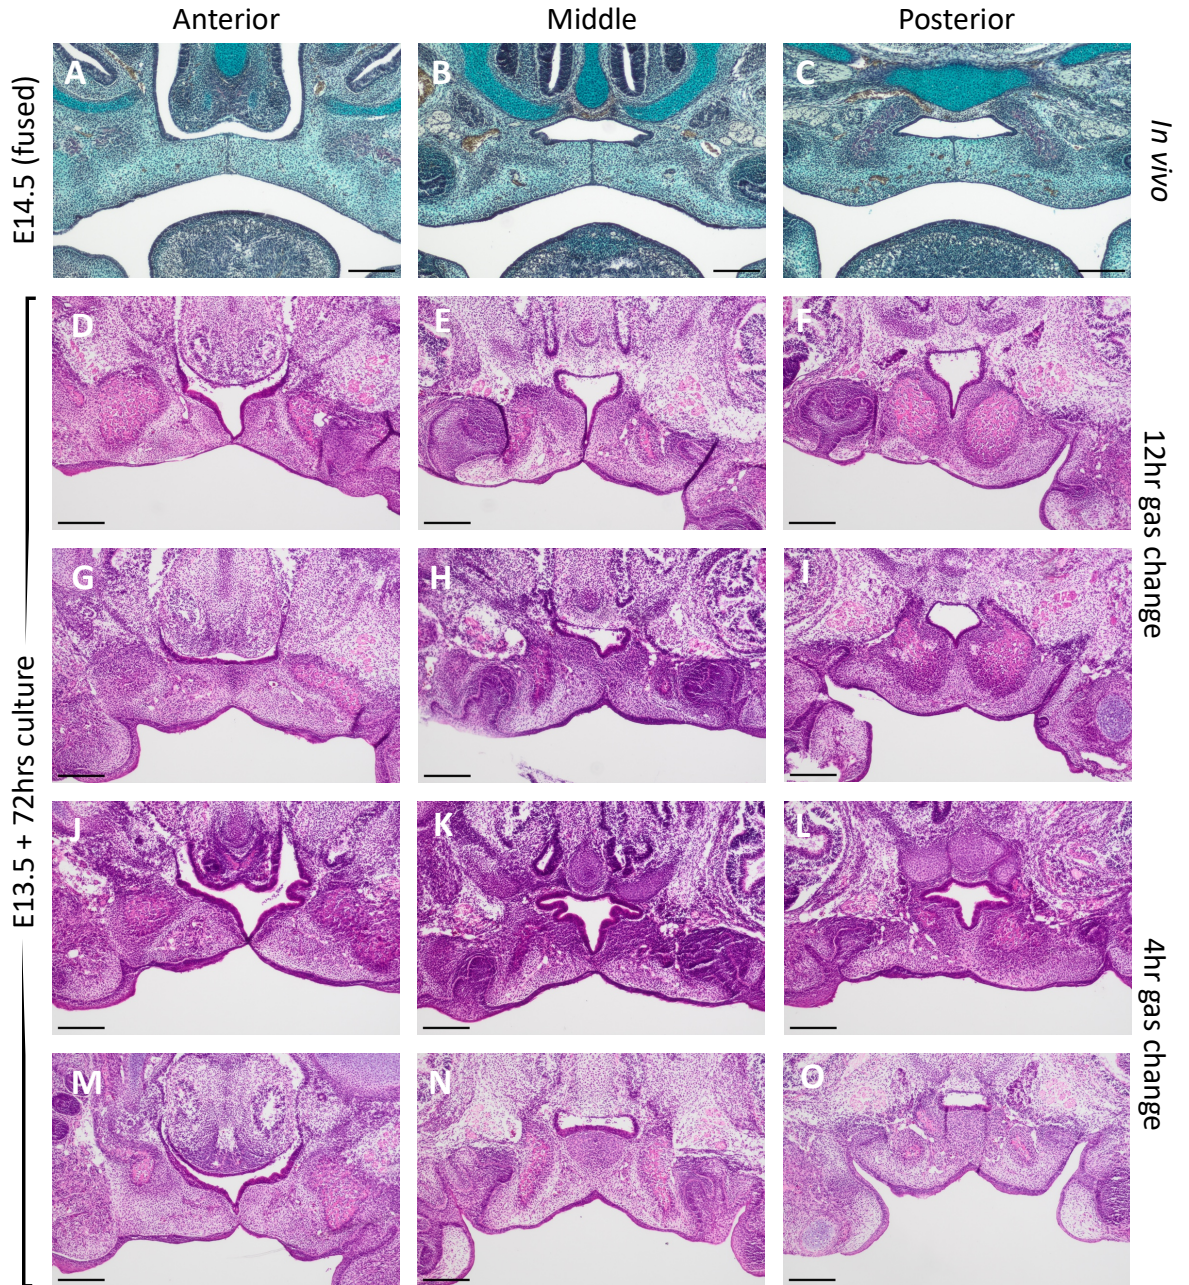 Anterior Middle Posterior
E14.5 (fused)
A B C
In vivo
D E F
12hr gas change
G H I
E13.5 + 72hrs culture
J K L
4hr gas change
M N O